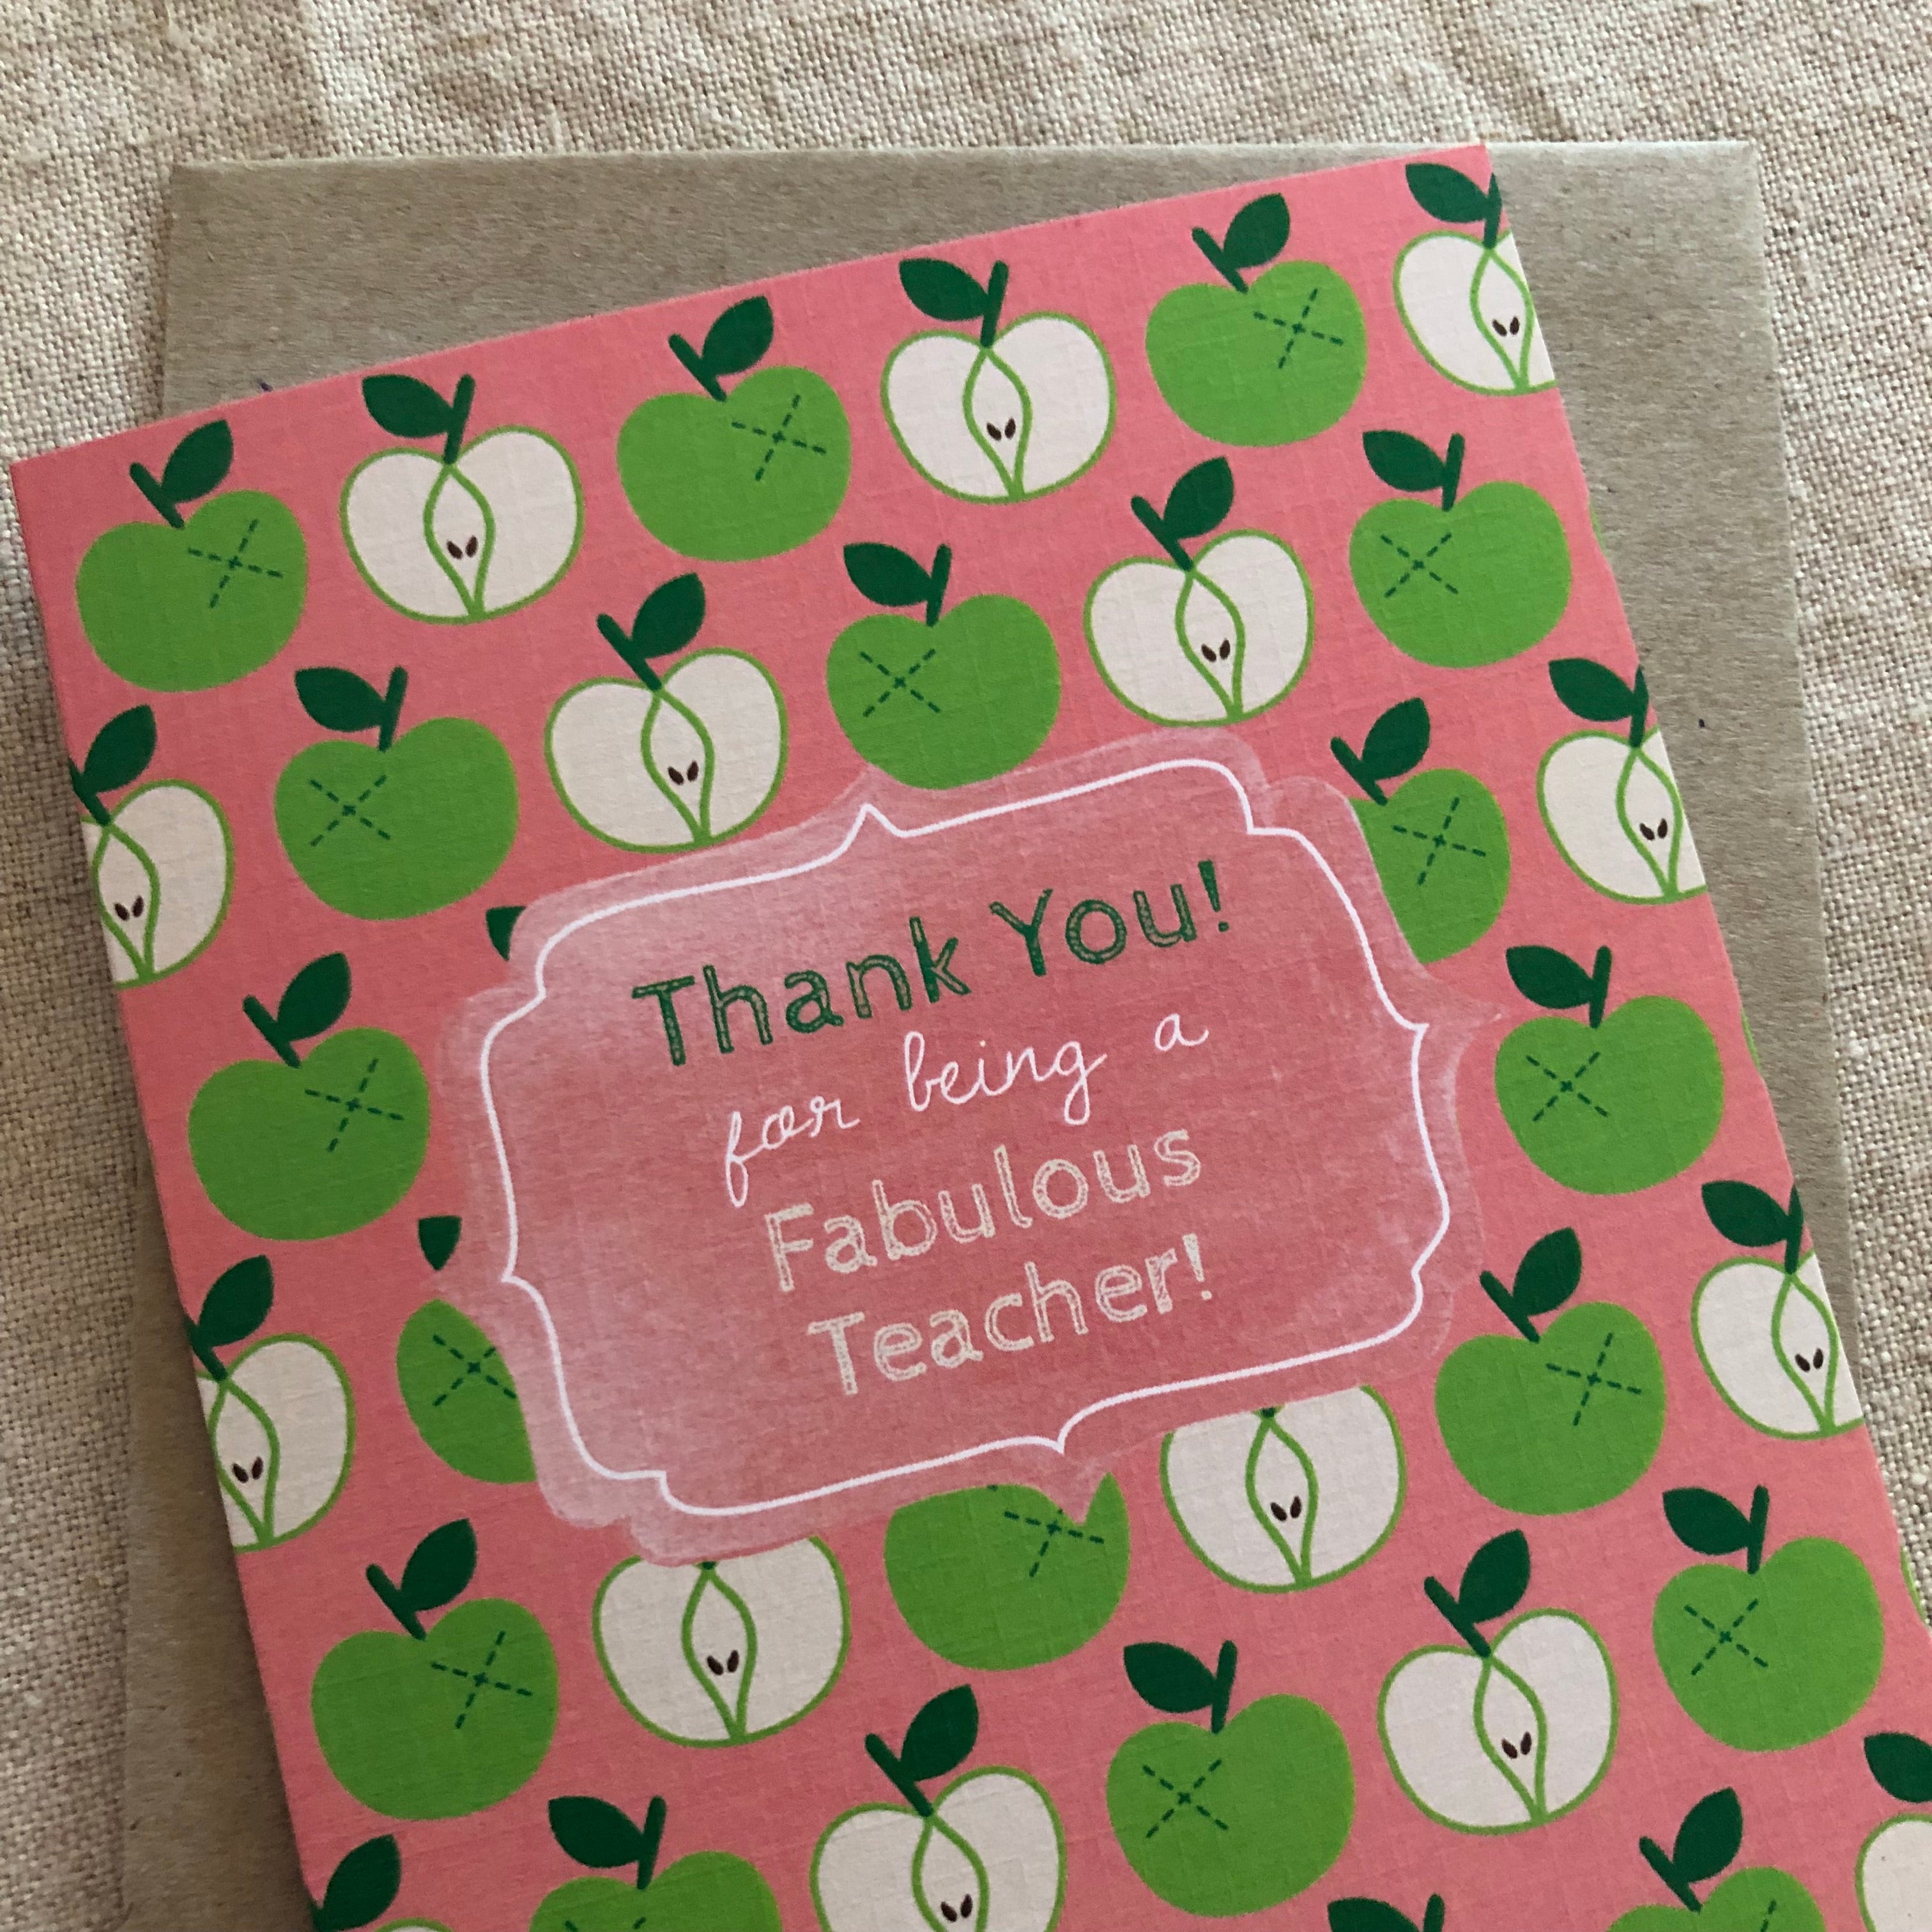 Thank You!
for being a
Fabulous
Teacher!